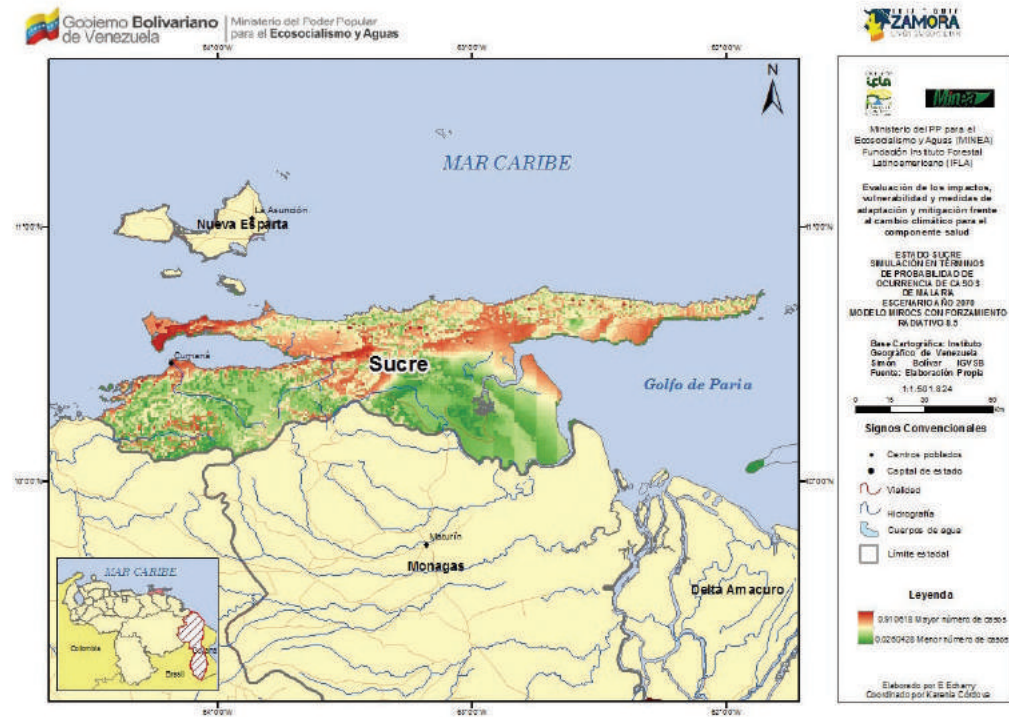 Gobierno Bolivariano
de Venezuela
Ministerio del Poder Popular
para el Ecosocialismo y Aguas
ZAMORA
64°00'W
63°00'W
62°00'W
N
MAR CARIBE
La Asunción
Nueva Esparta
11°00'N
11°00'N
Cumaná
Sucre
Golfo de Paria
10°00'N
10°00'N
Maturín
Monagas
Delta Amacuro
MAR CARIBE
Colombia
Guyana
Brasil
64°00'W
63°00'W
62°00'W
ifla
Minea
Ministerio del PP para el
Ecosocialismo y Aguas (MINEA)
Fundación Instituto Forestal
Latinoamericano (IFLA)
Evaluación de los impactos,
vulnerabilidad y medidas de
adaptación y mitigación frente
al cambio climático para el
componente salud
ESTADO SUCRE
SIMULACIÓN EN TÉRMINOS
DE PROBABILIDAD DE
OCURRENCIA DE CASOS
DE MALARIA
ESCENARIO AÑO 2070
MODELO MIROC5 CON FORZAMIENTO
RADIATIVO 8.5
Base Cartográfica: Instituto
Geográfico de Venezuela
Simón Bolívar IGVSB
Fuente: Elaboración Propia
1:1.501.824
0 15 30 60
Km
Signos Convencionales
Centros poblados
Capital de estado
Vialidad
Hidrografía
Cuerpos de agua
Límite estadal
Leyenda
0.910618 Mayor número de casos
0.0260428 Menor número de casos
Elaborado por E Echarry
Coordinado por Karenia Córdova